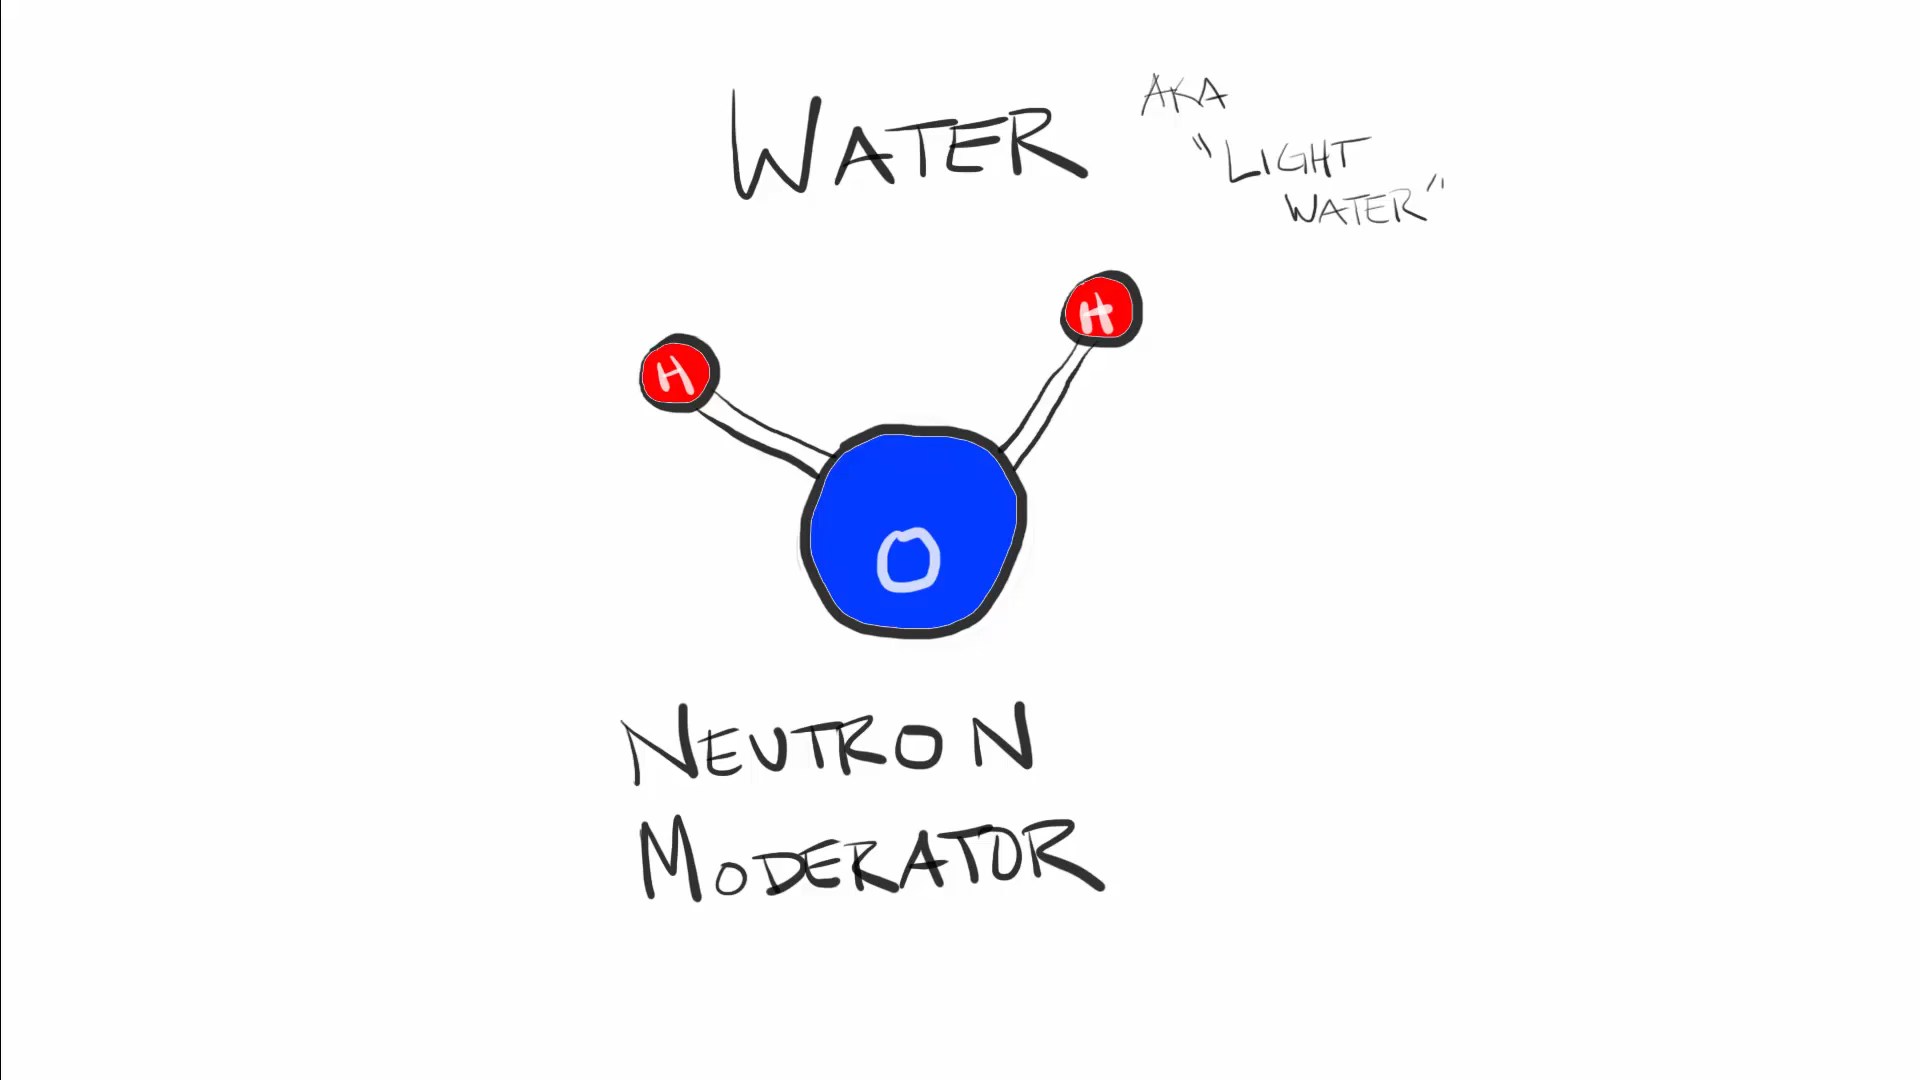 WATER
AKA
"LIGHT
WATER"
H
H
O
NEUTRON
MODERATOR